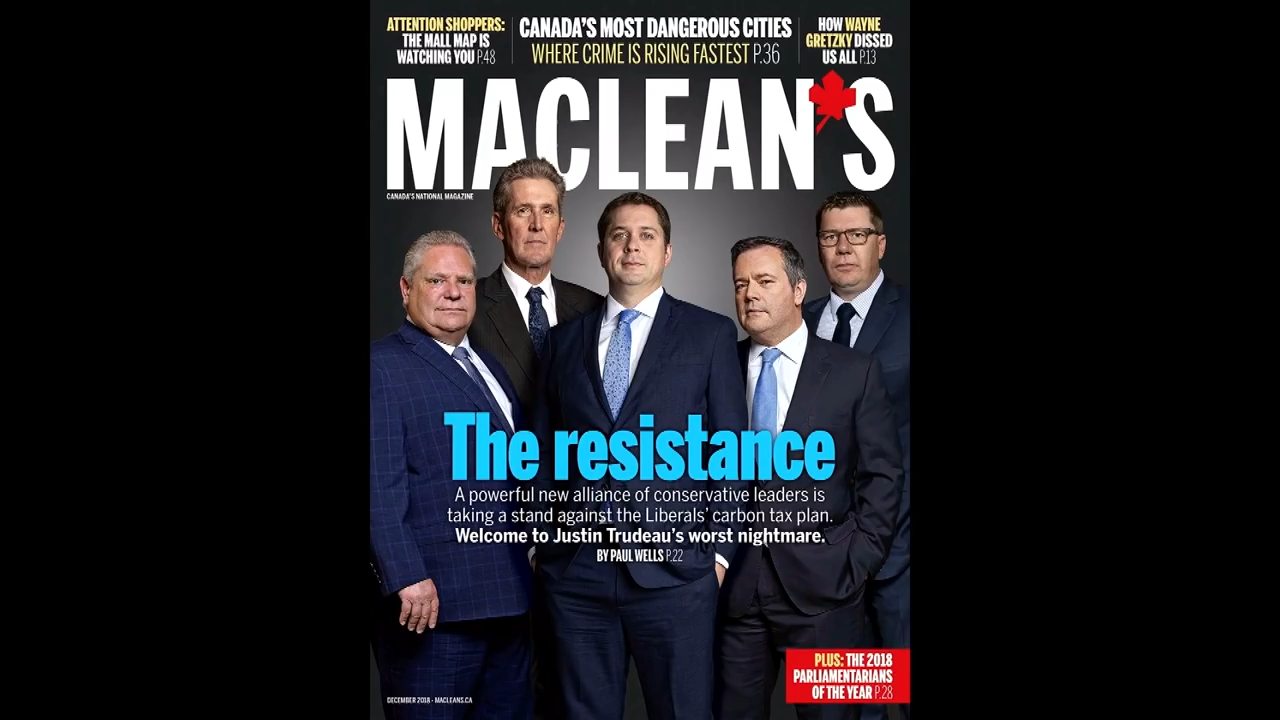 ATTENTION SHOPPERS:
THE MALL MAP IS
WATCHING YOU P.48
CANADA'S MOST DANGEROUS CITIES
WHERE CRIME IS RISING FASTEST P.36
HOW WAYNE
GRETZKY DISSED
US ALL P.13
MACLEAN'S
CANADA'S NATIONAL MAGAZINE
The resistance
A powerful new alliance of conservative leaders is
taking a stand against the Liberals' carbon tax plan.
Welcome to Justin Trudeau's worst nightmare.
BY PAUL WELLS P.22
PLUS: THE 2018
PARLIAMENTARIANS
OF THE YEAR P.28
DECEMBER 2018 • MACLEANS.CA